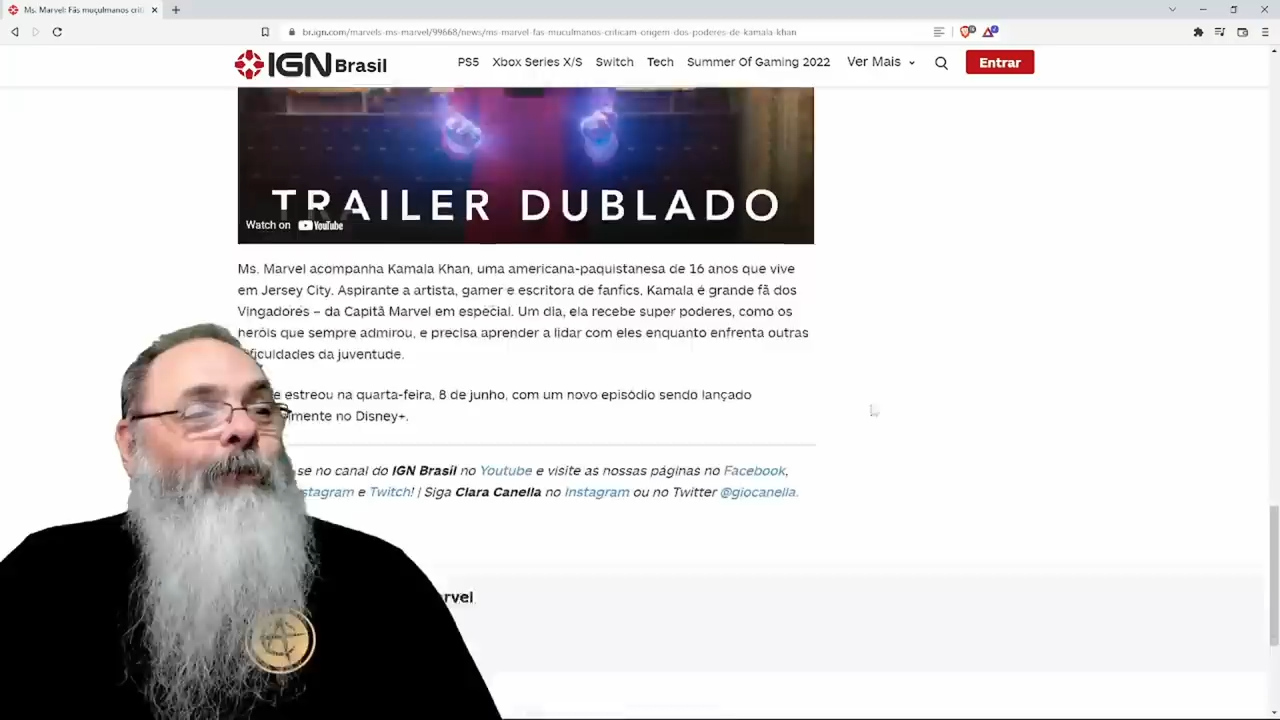 Ms. Marvel: Fãs muçulmanos criti
br.ign.com/marvels-ms-marvel/99668/news/ms-marvel-fas-muculmanos-criticam-origem-dos-poderes-de-kamala-khan
IGN Brasil
PS5 Xbox Series X/S Switch Tech Summer Of Gaming 2022 Ver Mais Entrar
TRAILER DUBLADO
Watch on YouTube
Ms. Marvel acompanha Kamala Khan, uma americana-paquistanesa de 16 anos que vive
em Jersey City. Aspirante a artista, gamer e escritora de fanfics, Kamala é grande fã dos
Vingadores – da Capitã Marvel em especial. Um dia, ela recebe super poderes, como os
heróis que sempre admirou, e precisa aprender a lidar com eles enquanto enfrenta outras
ificuldades da juventude.
e estreou na quarta-feira, 8 de junho, com um novo episódio sendo lançado
mente no Disney+.
se no canal do IGN Brasil no Youtube e visite as nossas páginas no Facebook,
stagram e Twitch! | Siga Clara Canella no Instagram ou no Twitter @giocanella.
rvel